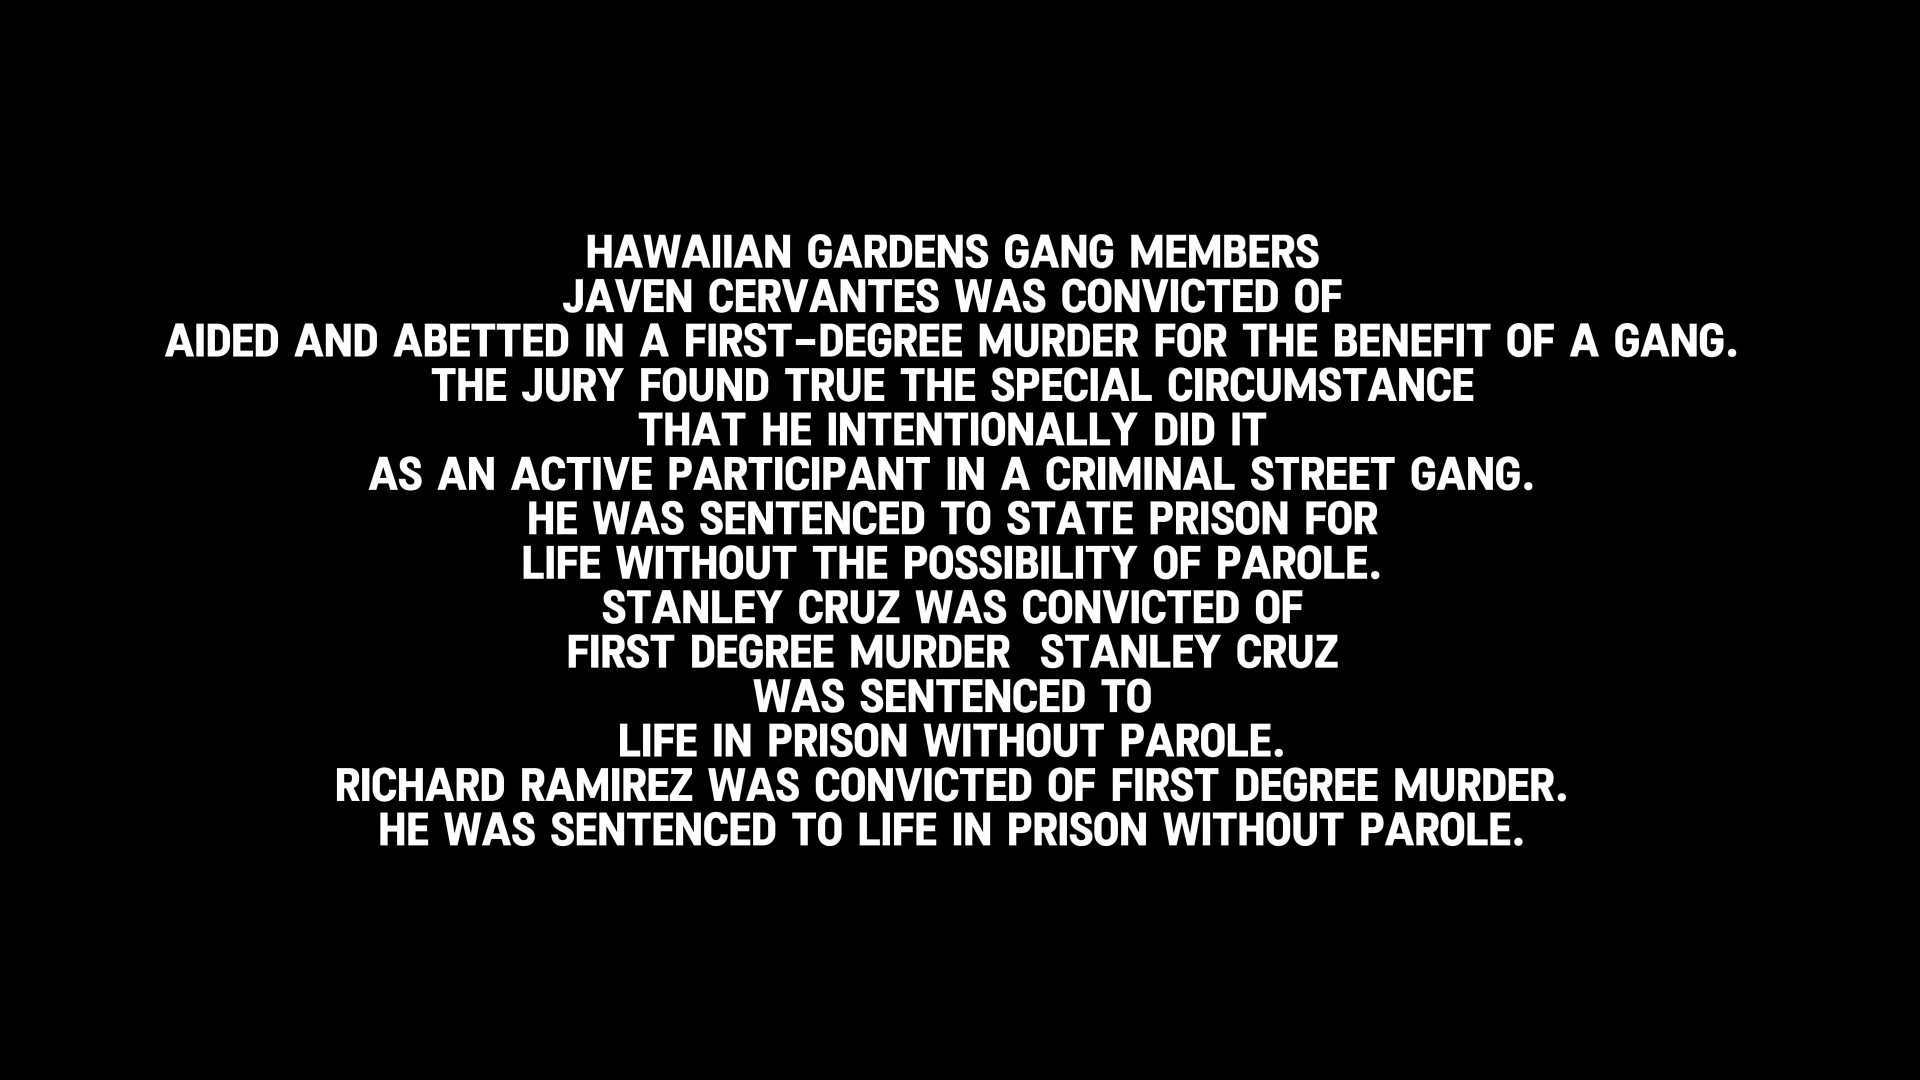 HAWAIIAN GARDENS GANG MEMBERS
JAVEN CERVANTES WAS CONVICTED OF
AIDED AND ABETTED IN A FIRST-DEGREE MURDER FOR THE BENEFIT OF A GANG.
THE JURY FOUND TRUE THE SPECIAL CIRCUMSTANCE
THAT HE INTENTIONALLY DID IT
AS AN ACTIVE PARTICIPANT IN A CRIMINAL STREET GANG.
HE WAS SENTENCED TO STATE PRISON FOR
LIFE WITHOUT THE POSSIBILITY OF PAROLE.
STANLEY CRUZ WAS CONVICTED OF
FIRST DEGREE MURDER  STANLEY CRUZ
WAS SENTENCED TO
LIFE IN PRISON WITHOUT PAROLE.
RICHARD RAMIREZ WAS CONVICTED OF FIRST DEGREE MURDER.
HE WAS SENTENCED TO LIFE IN PRISON WITHOUT PAROLE.